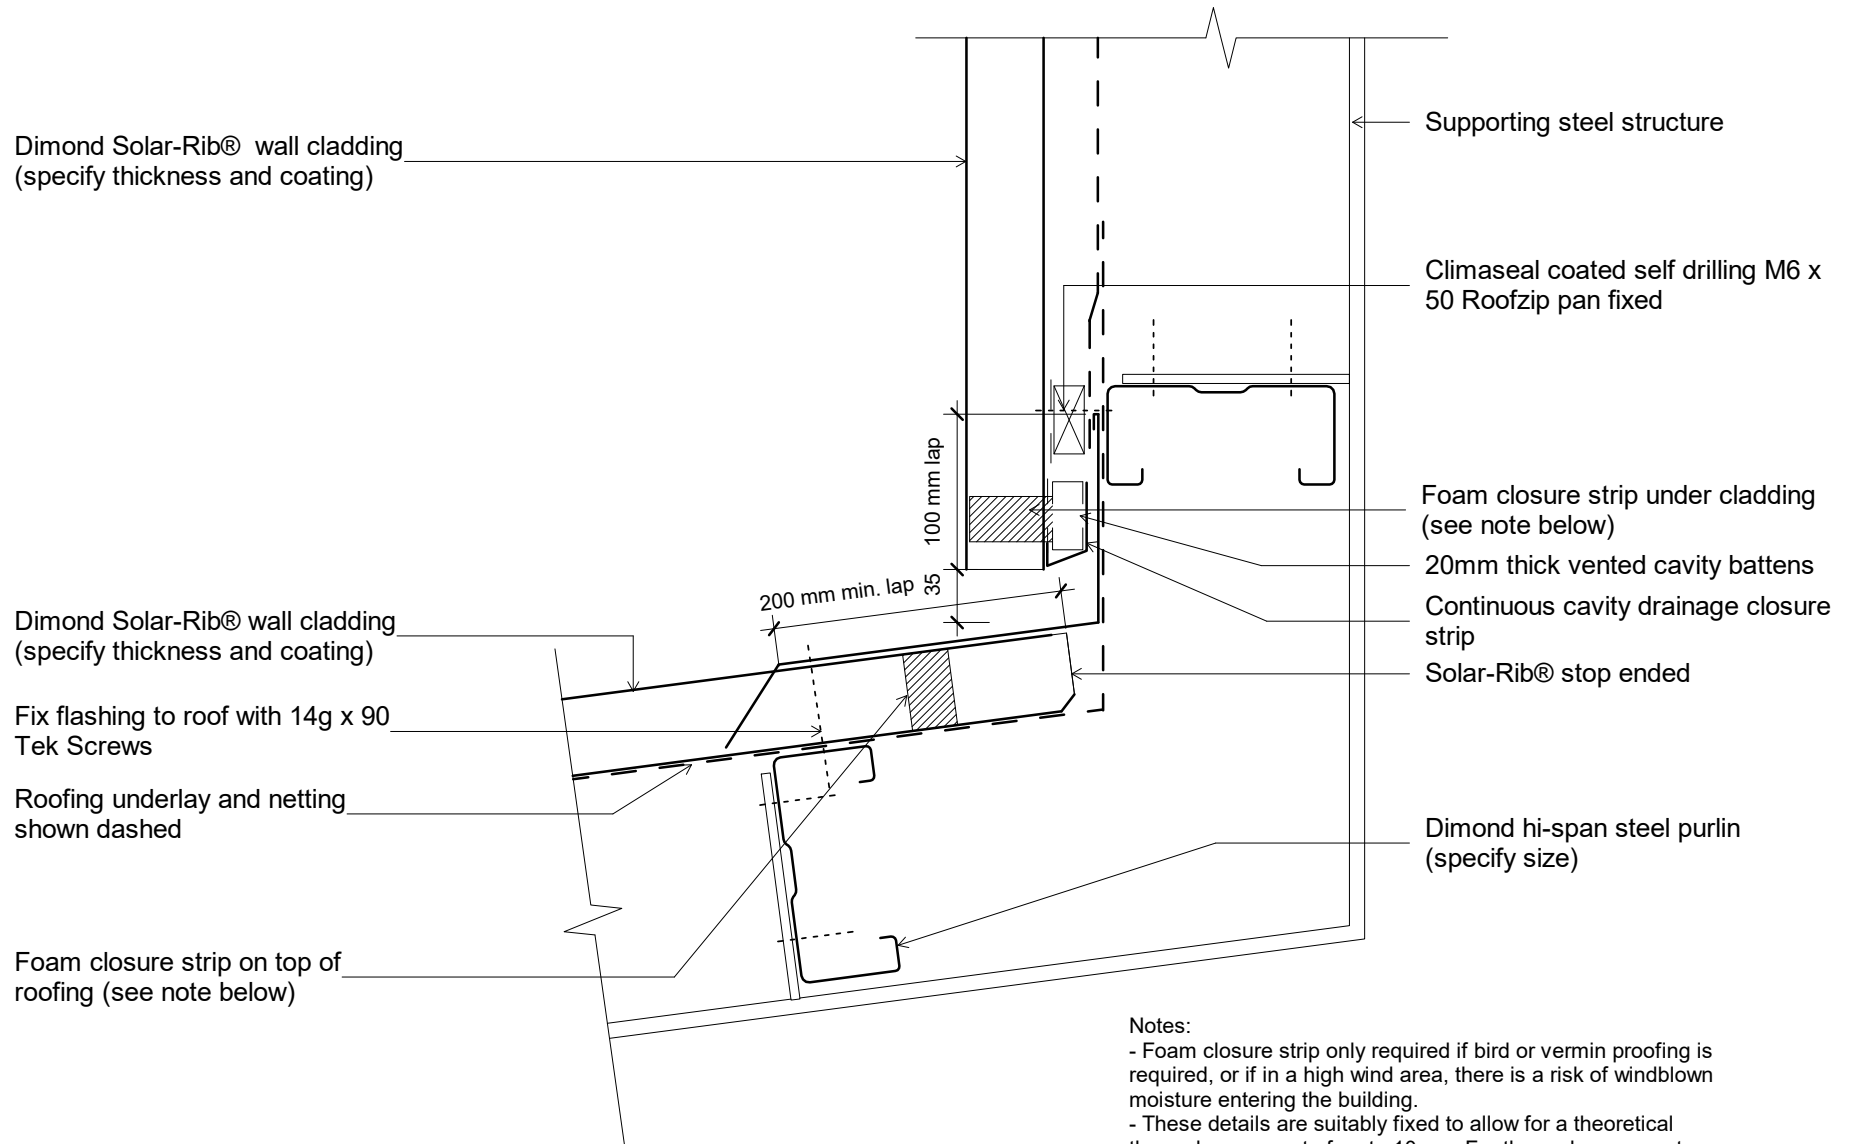 Dimond Solar-Rib® wall cladding
(specify thickness and coating)
Supporting steel structure
Climaseal coated self drilling M6 x
50 Roofzip pan fixed
100 mm lap
35
200 mm min. lap
Foam closure strip under cladding
(see note below)
20mm thick vented cavity battens
Continuous cavity drainage closure
strip
Solar-Rib® stop ended
Dimond Solar-Rib® wall cladding
(specify thickness and coating)
Fix flashing to roof with 14g x 90
Tek Screws
Roofing underlay and netting
shown dashed
Foam closure strip on top of
roofing (see note below)
Dimond hi-span steel purlin
(specify size)
Notes:
- Foam closure strip only required if bird or vermin proofing is
required, or if in a high wind area, there is a risk of windblown
moisture entering the building.
- These details are suitably fixed to allow for a theoretical